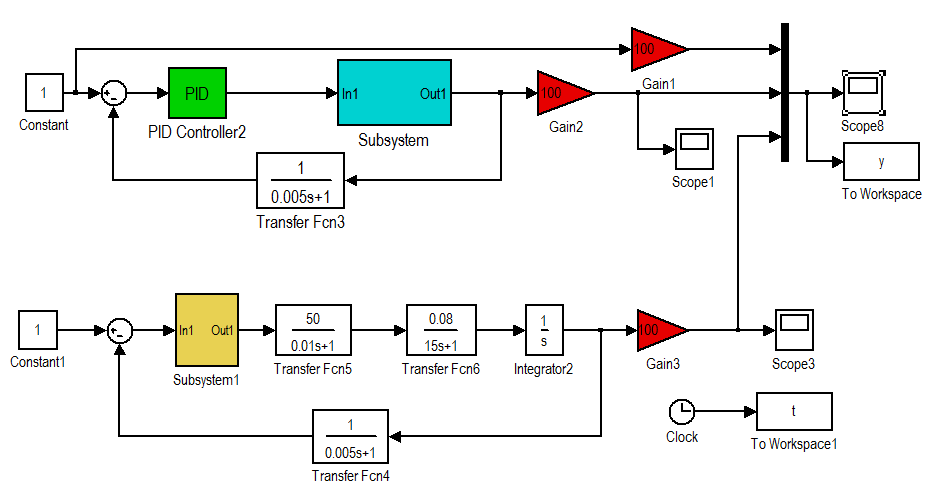 100
Gain1
1
Constant
+
-
PID
PID Controller2
In1
Out1
Subsystem
100
Gain2
Scope8
Scope1
y
To Workspace
1
0.005s+1
Transfer Fcn3
1
Constant1
+
-
In1
Out1
Subsystem1
50
0.01s+1
Transfer Fcn5
0.08
15s+1
Transfer Fcn6
1
s
Integrator2
100
Gain3
Scope3
1
0.005s+1
Transfer Fcn4
Clock
t
To Workspace1